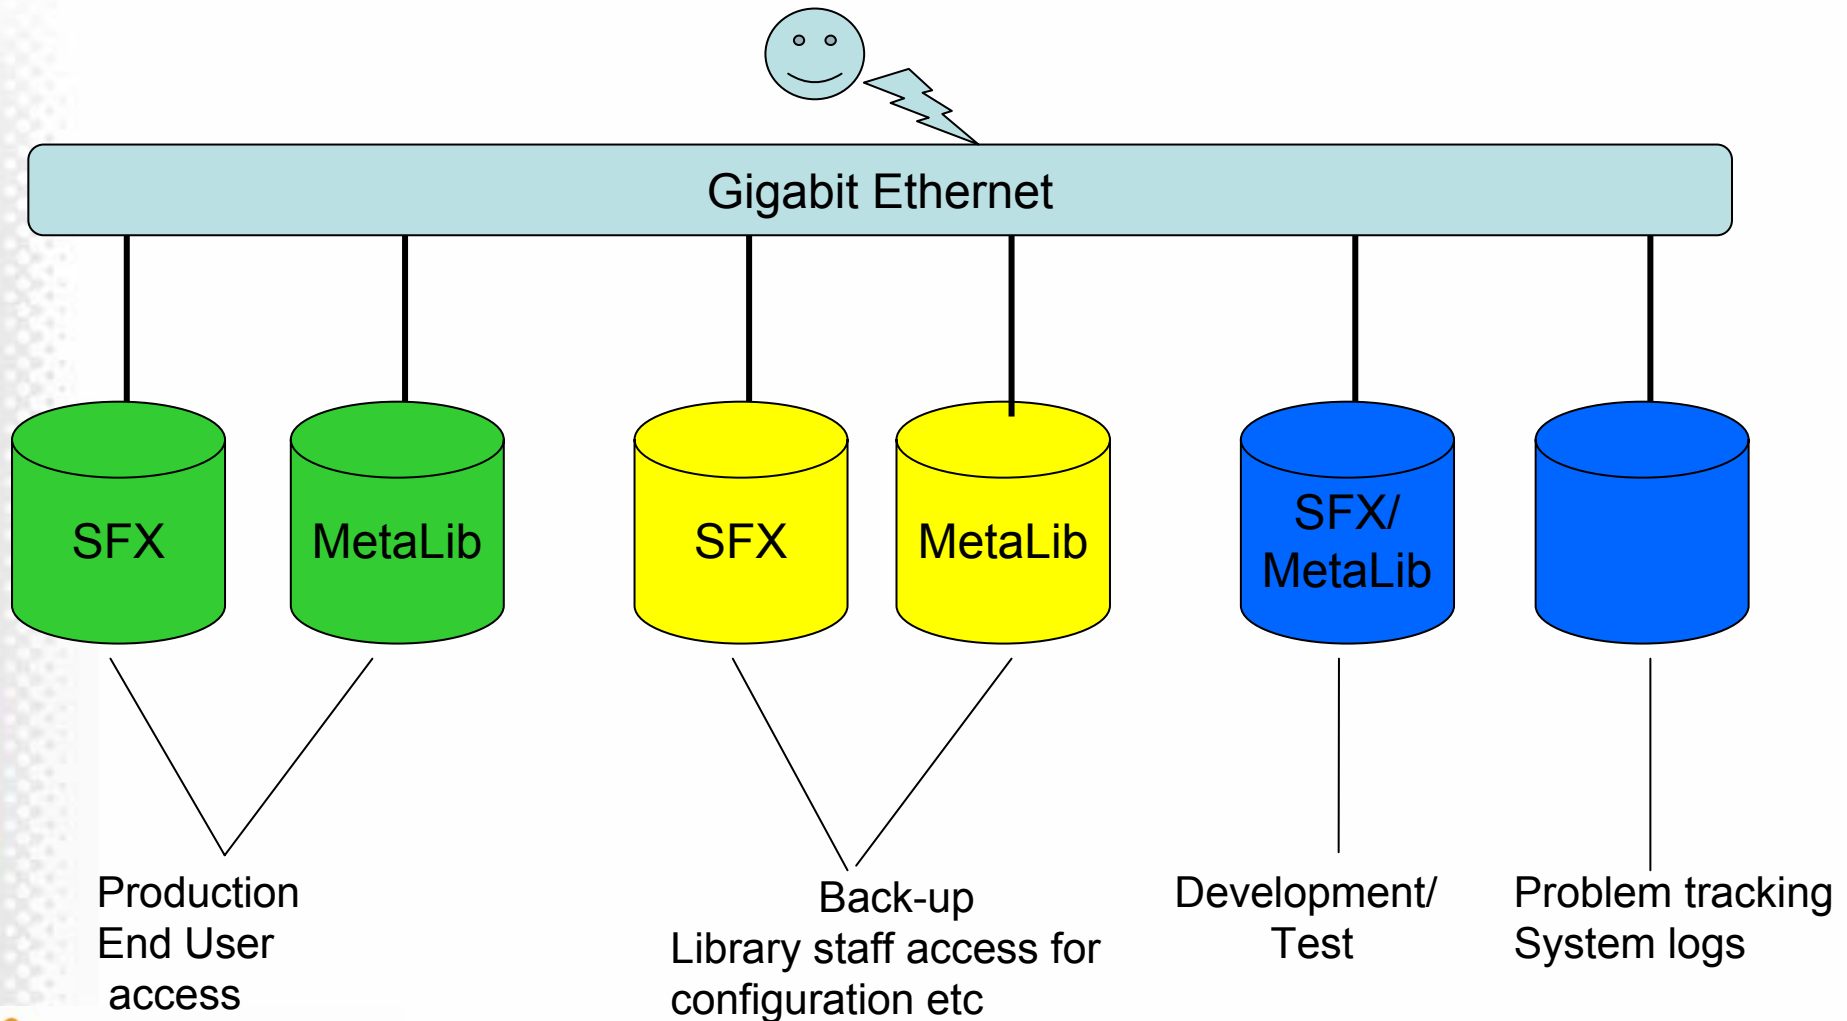 Gigabit Ethernet
SFX
MetaLib
SFX
MetaLib
SFX/
MetaLib
Production
End User
access
Back-up
Library staff access for
configuration etc
Development/
Test
Problem tracking
System logs